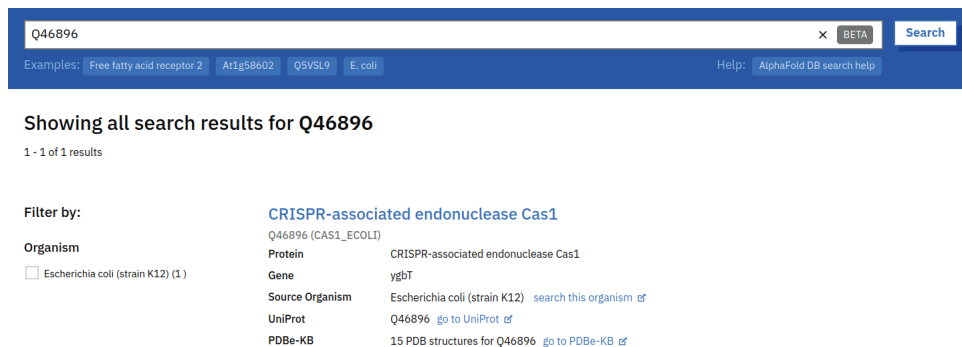 Q46896 × BETA Search
Examples: Free fatty acid receptor 2 At1g58602 Q5VSL9 E. coli Help: AlphaFold DB search help
Showing all search results for Q46896
1 - 1 of 1 results
Filter by:
Organism
Escherichia coli (strain K12) (1 )
CRISPR-associated endonuclease Cas1
Q46896 (CAS1_ECOLI)
Protein CRISPR-associated endonuclease Cas1
Gene ygbT
Source Organism Escherichia coli (strain K12) search this organism
UniProt Q46896 go to UniProt
PDBe-KB 15 PDB structures for Q46896 go to PDBe-KB